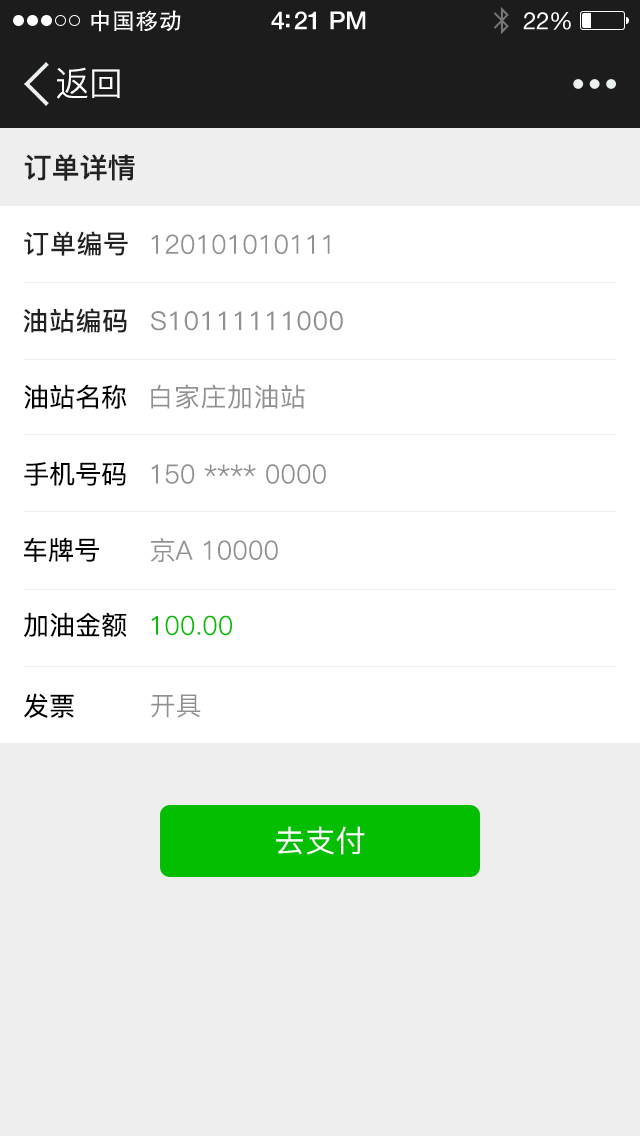 中国移动 4:21 PM 22%
返回
订单详情
订单编号 120101010111
油站编码 S10111111000
油站名称 白家庄加油站
手机号码 150 **** 0000
车牌号 京A 10000
加油金额 100.00
发票 开具
去支付